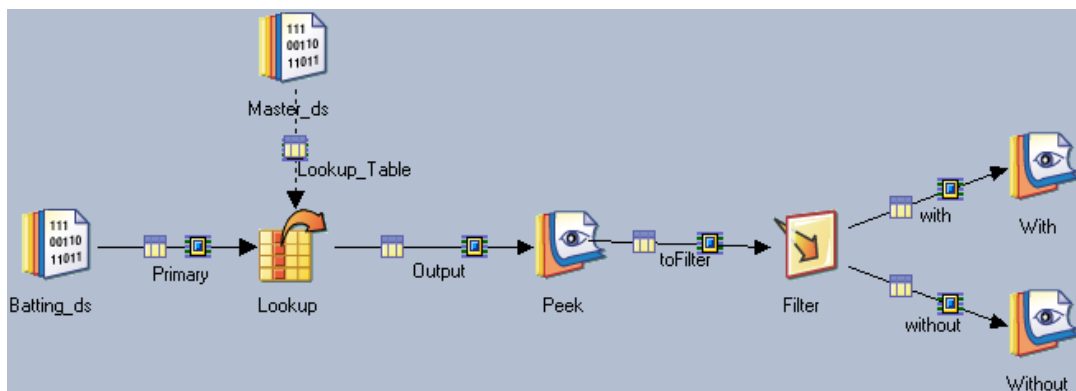 111
00110
11011
Master_ds
Lookup_Table
111
00110
11011
Batting_ds
Primary
Lookup
Output
Peek
toFilter
Filter
with
With
without
Without